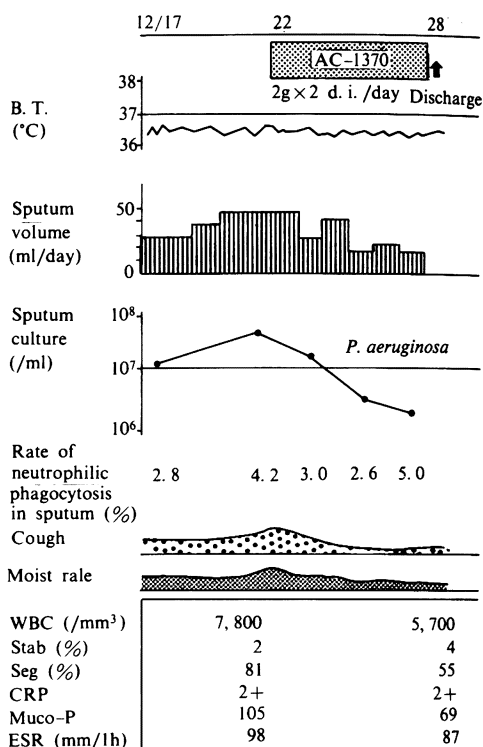 12/17 22 28
AC-1370
38
2g×2 d. i. /day Discharge
B. T.
37
(°C)
36
Sputum
50
volume
(ml/day)
0
Sputum
10⁸
culture
P. aeruginosa
(/ml)
10⁷
10⁶
Rate of
neutrophilic
2. 8 4. 2 3. 0 2. 6 5. 0
phagocytosis
in sputum (%)
Cough
Moist rale
WBC (/mm³) 7, 800 5, 700
Stab (%) 2 4
Seg (%) 81 55
CRP 2+ 2+
Muco-P 105 69
ESR (mm/1h) 98 87